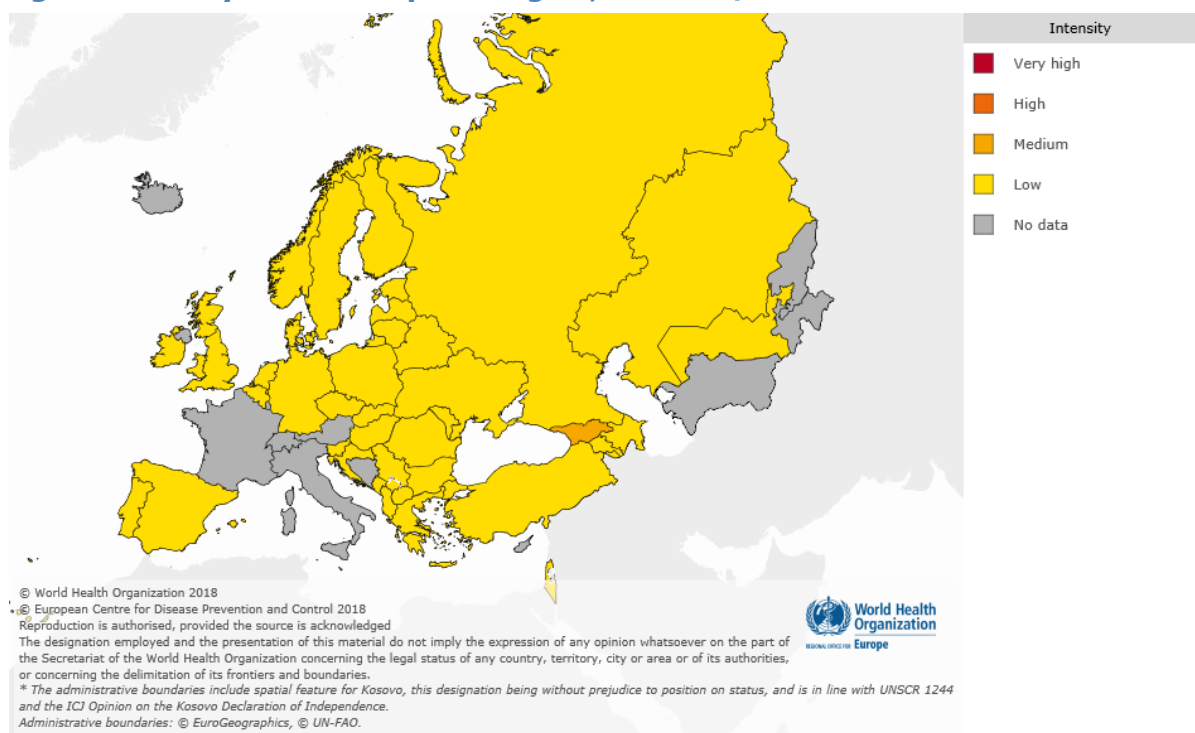 Intensity
Very high
High
Medium
Low
No data
© World Health Organization 2018
© European Centre for Disease Prevention and Control 2018
Reproduction is authorised, provided the source is acknowledged
The designation employed and the presentation of this material do not imply the expression of any opinion whatsoever on the part of
the Secretariat of the World Health Organization concerning the legal status of any country, territory, city or area or of its authorities,
or concerning the delimitation of its frontiers and boundaries.
* The administrative boundaries include spatial feature for Kosovo, this designation being without prejudice to position on status, and is in line with UNSCR 1244
and the ICJ Opinion on the Kosovo Declaration of Independence.
Administrative boundaries: © EuroGeographics, © UN-FAO.
World Health
Organization
REGIONAL OFFICE FOR Europe